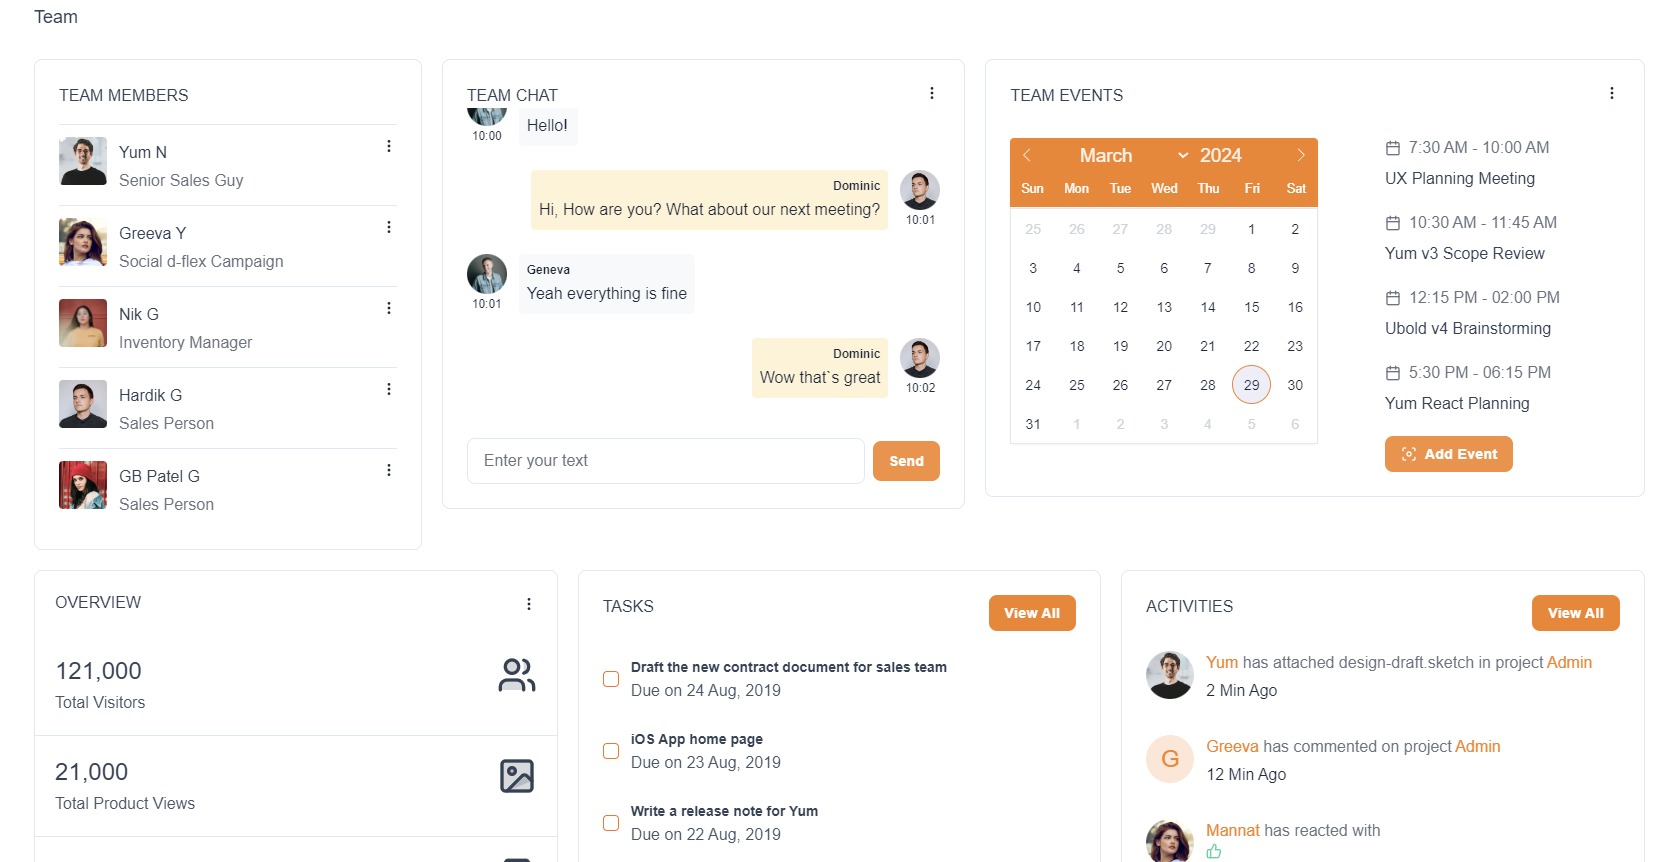 Team
TEAM MEMBERS
Yum N
Senior Sales Guy
Greeva Y
Social d-flex Campaign
Nik G
Inventory Manager
Hardik G
Sales Person
GB Patel G
Sales Person
TEAM CHAT
Hello!
10:00
Dominic
Hi, How are you? What about our next meeting?
10:01
Geneva
Yeah everything is fine
10:01
Dominic
Wow that`s great
10:02
Enter your text
Send
TEAM EVENTS
March 2024
Sun Mon Tue Wed Thu Fri Sat
25 26 27 28 29 1 2
3 4 5 6 7 8 9
10 11 12 13 14 15 16
17 18 19 20 21 22 23
24 25 26 27 28 29 30
31 1 2 3 4 5 6
7:30 AM - 10:00 AM
UX Planning Meeting
10:30 AM - 11:45 AM
Yum v3 Scope Review
12:15 PM - 02:00 PM
Ubold v4 Brainstorming
5:30 PM - 06:15 PM
Yum React Planning
Add Event
OVERVIEW
121,000
Total Visitors
21,000
Total Product Views
TASKS
View All
Draft the new contract document for sales team
Due on 24 Aug, 2019
iOS App home page
Due on 23 Aug, 2019
Write a release note for Yum
Due on 22 Aug, 2019
ACTIVITIES
View All
Yum has attached design-draft.sketch in project Admin
2 Min Ago
G
Greeva has commented on project Admin
12 Min Ago
Mannat has reacted with